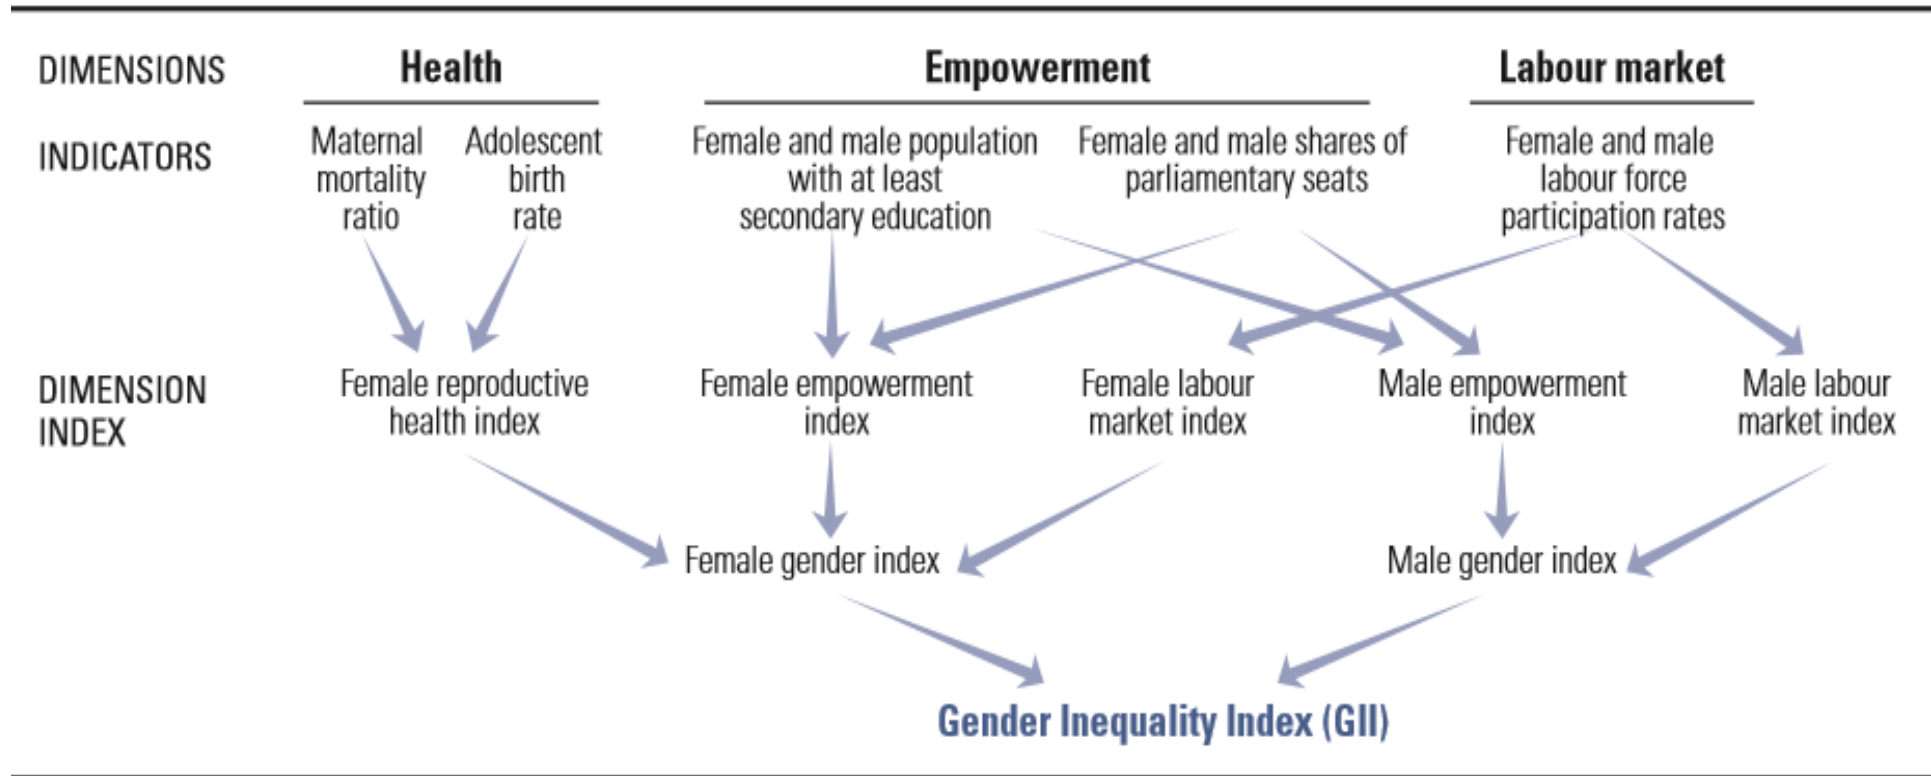 DIMENSIONS
Health
Empowerment
Labour market
INDICATORS
Maternal
mortality
ratio
Adolescent
birth
rate
Female and male population
with at least
secondary education
Female and male shares of
parliamentary seats
Female and male
labour force
participation rates
DIMENSION
INDEX
Female reproductive
health index
Female empowerment
index
Female labour
market index
Male empowerment
index
Male labour
market index
Female gender index
Male gender index
Gender Inequality Index (GII)